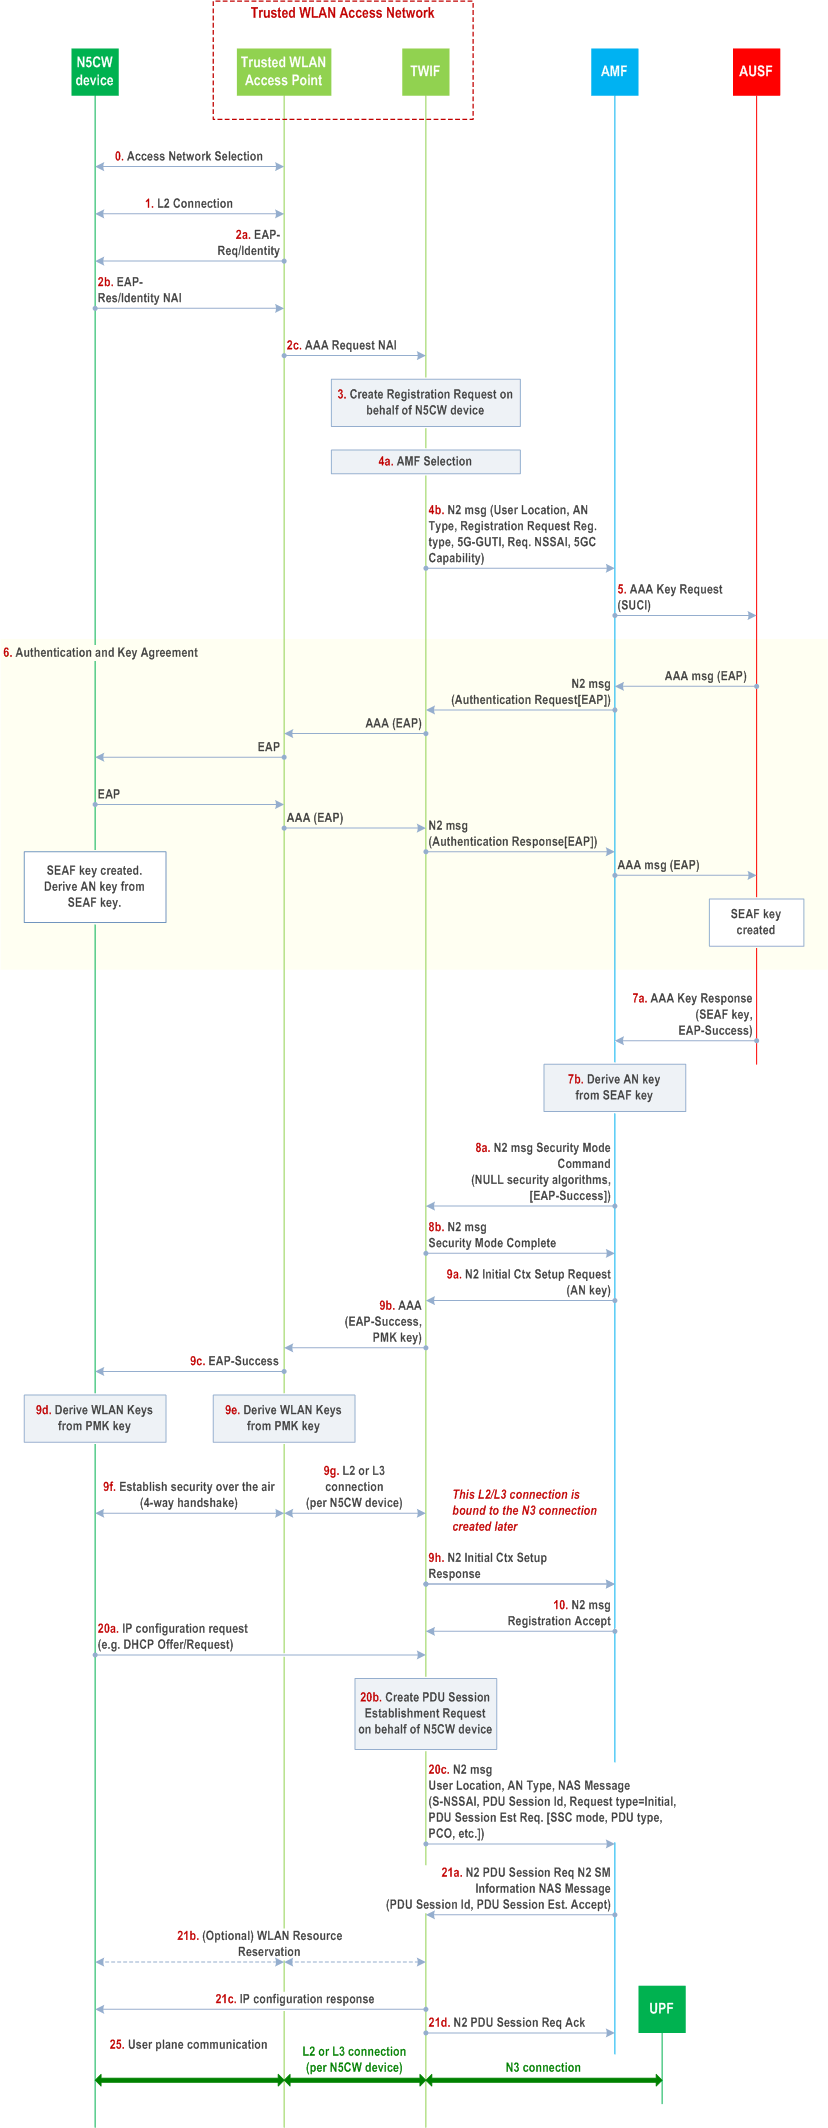 Trusted WLAN Access Network
N5CW
device
Trusted WLAN
Access Point
TWIF
AMF
AUSF
0. Access Network Selection
1. L2 Connection
2a. EAP-
Req/Identity
2b. EAP-
Res/Identity NAI
2c. AAA Request NAI
3. Create Registration Request on
behalf of N5CW device
4a. AMF Selection
4b. N2 msg (User Location, AN
Type, Registration Request Reg.
type, 5G-GUTI, Req. NSSAI, 5GC
Capability)
5. AAA Key Request
(SUCI)
6. Authentication and Key Agreement
AAA msg (EAP)
N2 msg
(Authentication Request[EAP])
AAA (EAP)
EAP
EAP
AAA (EAP)
N2 msg
(Authentication Response[EAP])
AAA msg (EAP)
SEAF key created.
Derive AN key from
SEAF key.
SEAF key
created
7a. AAA Key Response
(SEAF key,
EAP-Success)
7b. Derive AN key
from SEAF key
8a. N2 msg Security Mode
Command
(NULL security algorithms,
[EAP-Success])
8b. N2 msg
Security Mode Complete
9a. N2 Initial Ctx Setup Request
(AN key)
9b. AAA
(EAP-Success,
PMK key)
9c. EAP-Success
9d. Derive WLAN Keys
from PMK key
9e. Derive WLAN Keys
from PMK key
9f. Establish security over the air
(4-way handshake)
9g. L2 or L3
connection
(per N5CW device)
This L2/L3 connection is
bound to the N3 connection
created later
9h. N2 Initial Ctx Setup
Response
10. N2 msg
Registration Accept
20a. IP configuration request
(e.g. DHCP Offer/Request)
20b. Create PDU Session
Establishment Request
on behalf of N5CW device
20c. N2 msg
User Location, AN Type, NAS Message
(S-NSSAI, PDU Session Id, Request type=Initial,
PDU Session Est Req. [SSC mode, PDU type,
PCO, etc.])
21a. N2 PDU Session Req N2 SM
Information NAS Message
(PDU Session Id, PDU Session Est. Accept)
21b. (Optional) WLAN Resource
Reservation
21c. IP configuration response
21d. N2 PDU Session Req Ack
UPF
25. User plane communication
L2 or L3 connection
(per N5CW device)
N3 connection